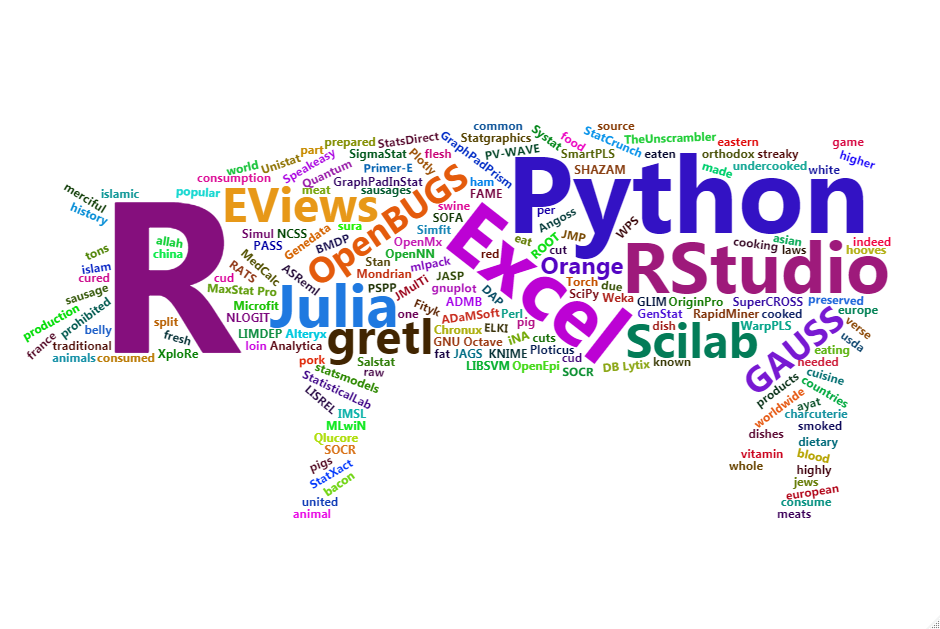 common
source
Statgraphics
Systat
food
StatCrunch
TheUnscrambler
eastern
game
higher
prepared
StatsDirect
GraphPadPrism
part
SigmaStat
Plotly
flesh
PV-WAVE
SmartPLS
eaten
orthodox
streaky
world
Unistat
Speakeasy
Quantum
Primer-E
SHAZAM
made
undercooked
white
consumption
meat
GraphPadInStat
sausages
ham
FAME
merciful
islamic
history
popular
R
EViews
OpenBUGS
swine
SOFA
Python
per
Angoss
WPS
Simul
NCSS
sura
Simfit
PASS
Genedata
BMDP
OpenMx
OpenNN
Excel
eat
ROOT
cut
cooking
asian
laws
indeed
hooves
allah
china
tons
islam
cured
MedCalc
RATS
cud
ASReml
Stan
Mondrian
mlpack
red
Orange
RStudio
sausage
MaxStat Pro
PSPP
JMulTi
JASP
gnuplot
DAP
Torch
due
SciPy
Weka
GLIM
OriginPro
SuperCROSS
preserved
production
prohibited
Microfit
NLOGIT
Julia
one
Fityk
ADMB
ADaMSoft
Perl
GenStat
RapidMiner
cooked
europe
verse
usda
france
belly
split
fresh
LIMDEP
Alteryx
gretl
Chronux
ELKI
iNA
pig
cuts
dish
WarpPLS
Scilab
GAUSS
traditional
loin
Analytica
GNU Octave
eating
animals
consumed
XploRe
pork
Salstat
fat
JAGS
KNIME
Ploticus
cud
known
needed
statsmodels
raw
LIBSVM
OpenEpi
SOCR
DB Lytix
products
cuisine
StatisticalLab
LISREL
countries
worldwide
ayat
IMSL
charcuterie
MLwiN
smoked
Qlucore
dishes
dietary
SOCR
vitamin
blood
pigs
whole
highly
StatXact
bacon
jews
european
united
consume
animal
meats
JMP